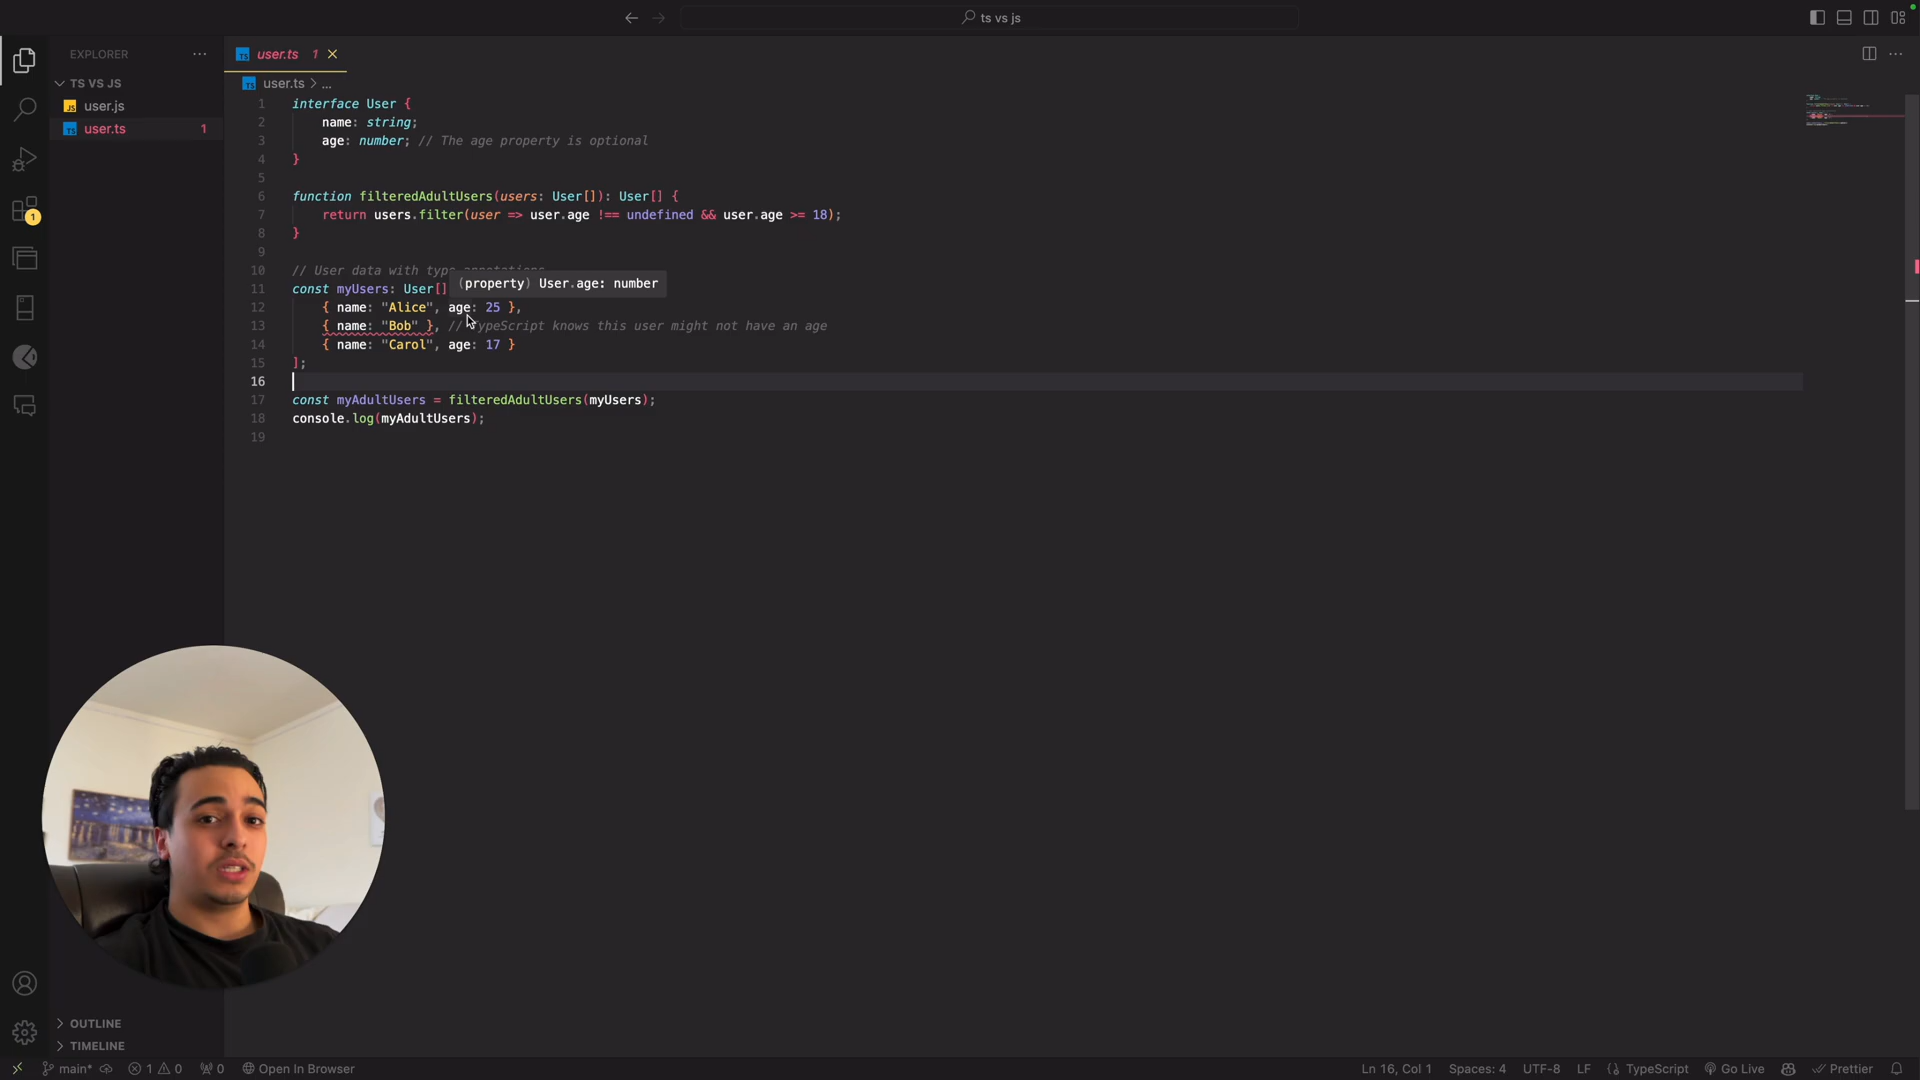 ts vs js
EXPLORER
TS VS JS
user.js
user.ts 1
1
user.ts 1
user.ts > ...
1 interface User {
2 name: string;
3 age: number; // The age property is optional
4 }
5
6 function filteredAdultUsers(users: User[]): User[] {
7 return users.filter(user => user.age !== undefined && user.age >= 18);
8 }
9
10 // User data with type annotations
(property) User.age: number
11 const myUsers: User[]
12 { name: "Alice", age: 25 },
13 { name: "Bob" }, // TypeScript knows this user might not have an age
14 { name: "Carol", age: 17 }
15 ];
16
17 const myAdultUsers = filteredAdultUsers(myUsers);
18 console.log(myAdultUsers);
19
OUTLINE
TIMELINE
main* 1 0 0 Open In Browser Ln 16, Col 1 Spaces: 4 UTF-8 LF {} TypeScript Go Live Prettier